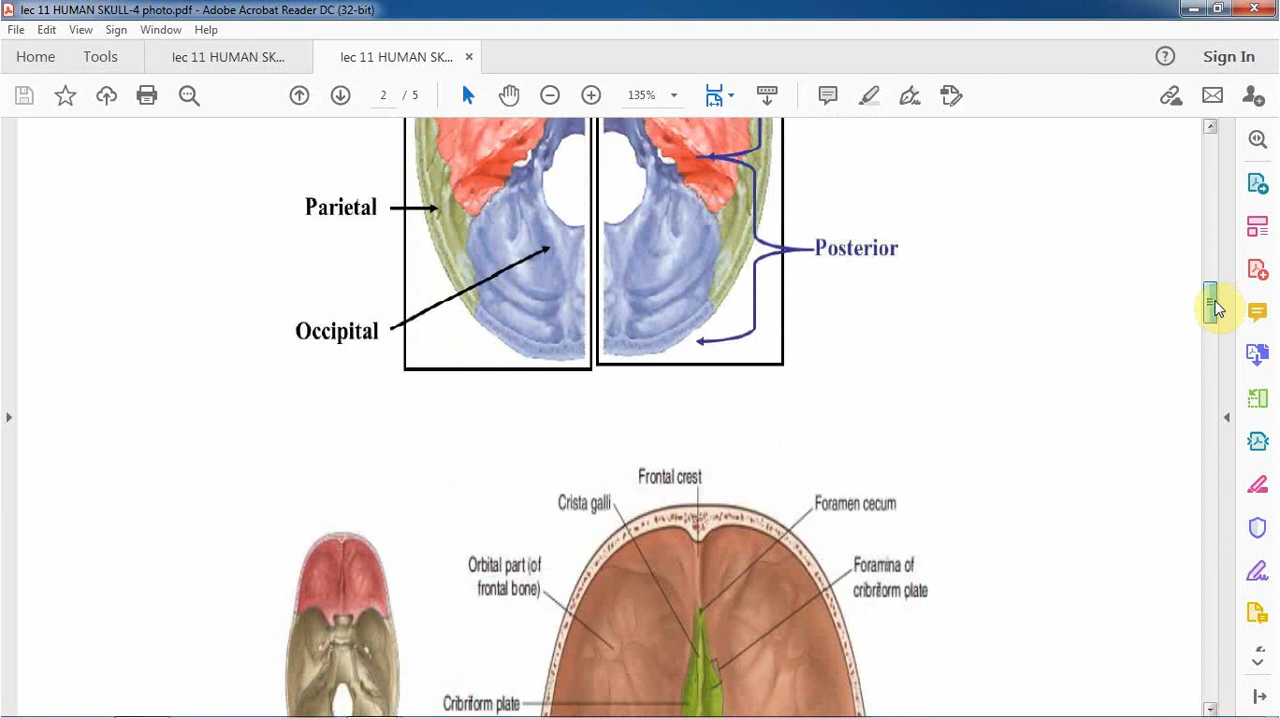 lec 11 HUMAN SKULL-4 photo.pdf - Adobe Acrobat Reader DC (32-bit)
File Edit View Sign Window Help
Home Tools lec 11 HUMAN SK... lec 11 HUMAN SK... × ? Sign In
2 / 5 135%
Parietal
Posterior
Occipital
Frontal crest
Crista galli
Foramen cecum
Orbital part (of
frontal bone)
Foramina of
cribriform plate
Cribriform plate